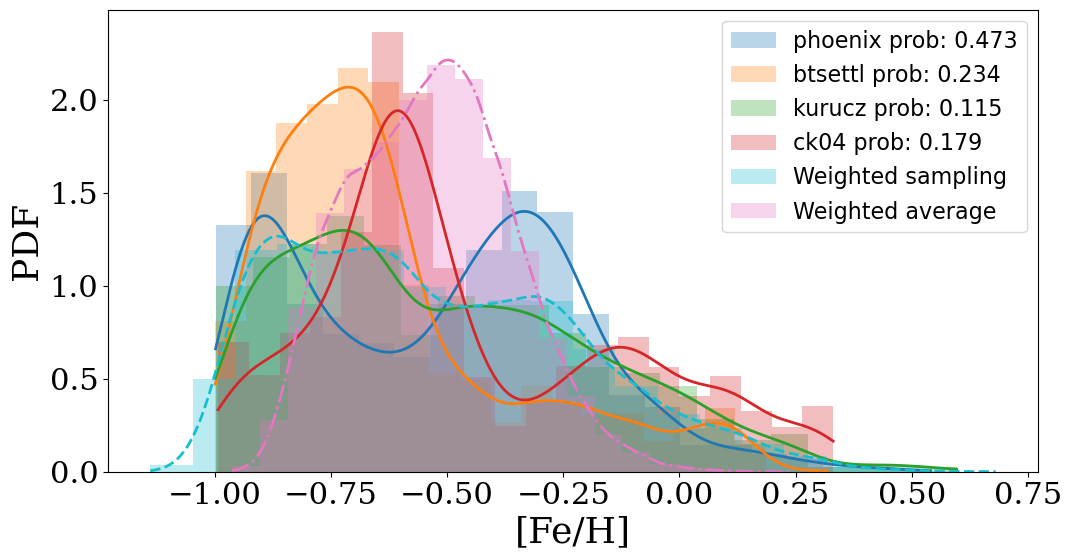 phoenix prob: 0.473
btsettl prob: 0.234
kurucz prob: 0.115
ck04 prob: 0.179
Weighted sampling
Weighted average
PDF
2.0
1.5
1.0
0.5
0.0
−1.00 −0.75 −0.50 −0.25 0.00 0.25 0.50 0.75
[Fe/H]